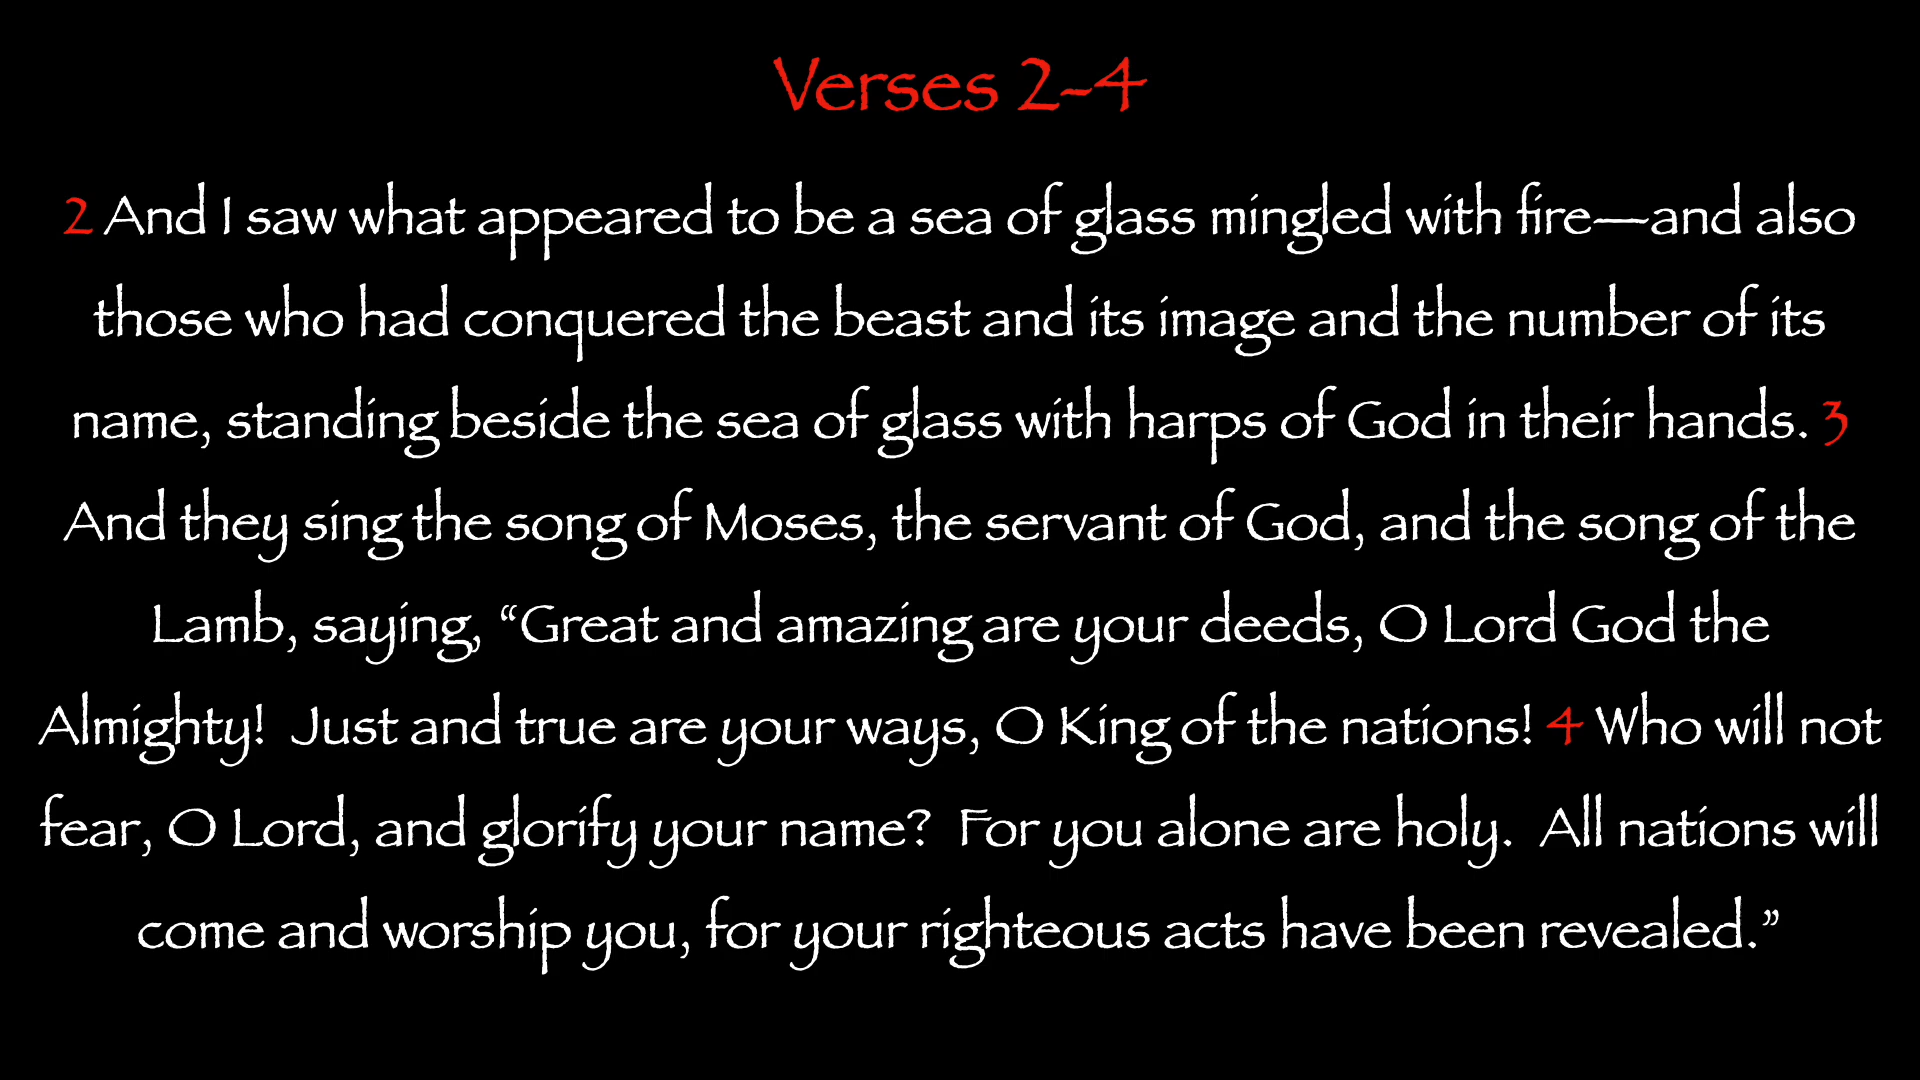 Verses 2-4
2 And I saw what appeared to be a sea of glass mingled with fire—and also
those who had conquered the beast and its image and the number of its
name, standing beside the sea of glass with harps of God in their hands. 3
And they sing the song of Moses, the servant of God, and the song of the
Lamb, saying, “Great and amazing are your deeds, O Lord God the
Almighty!  Just and true are your ways, O King of the nations! 4 Who will not
fear, O Lord, and glorify your name?  For you alone are holy.  All nations will
come and worship you, for your righteous acts have been revealed.”